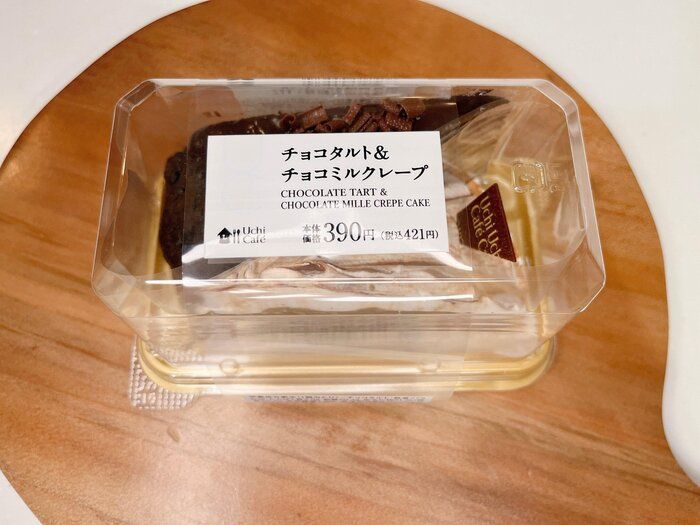 チョコタルト&
チョコミルクレープ
CHOCOLATE TART &
CHOCOLATE MILLE CREPE CAKE
Uchi
Café
本体
価格 390円 (税込421円)
Uchi
Café